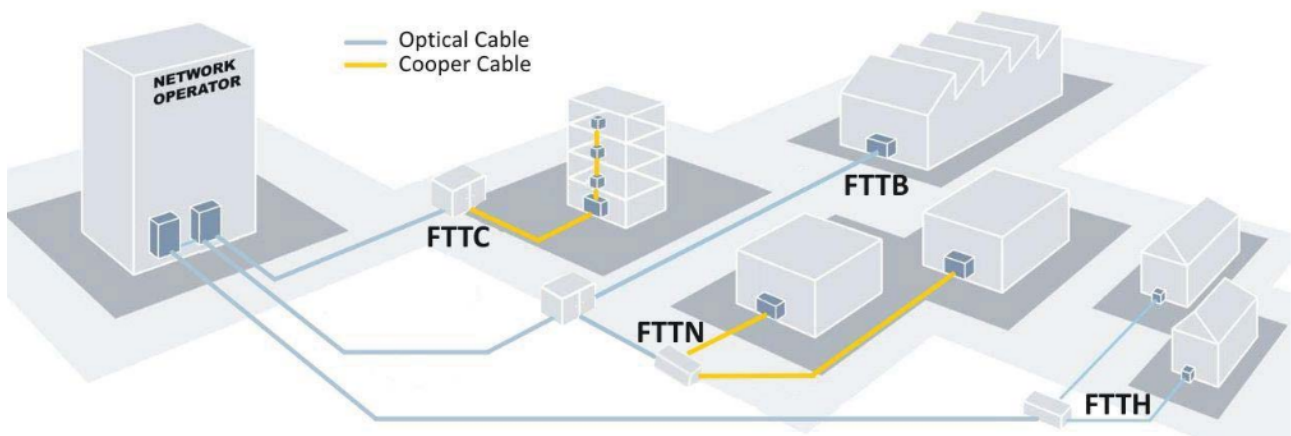 NETWORK
OPERATOR
Optical Cable
Cooper Cable
FTTC
FTTB
FTTN
FTTH